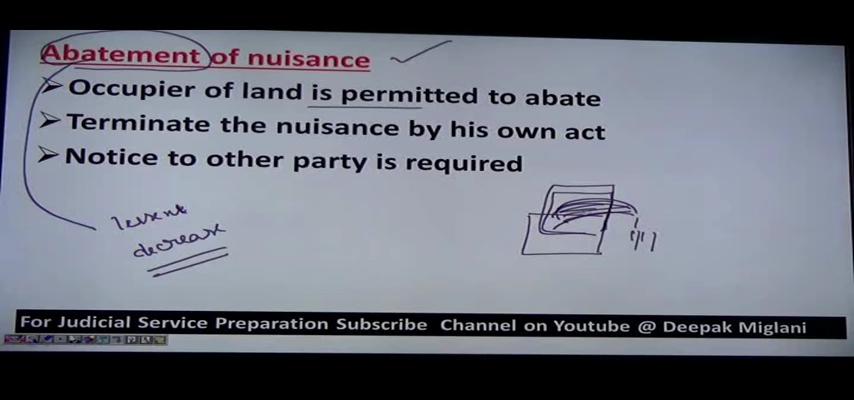 Abatement of nuisance
Occupier of land is permitted to abate
Terminate the nuisance by his own act
Notice to other party is required
decrease
For Judicial Service Preparation Subscribe Channel on Youtube @ Deepak Miglani